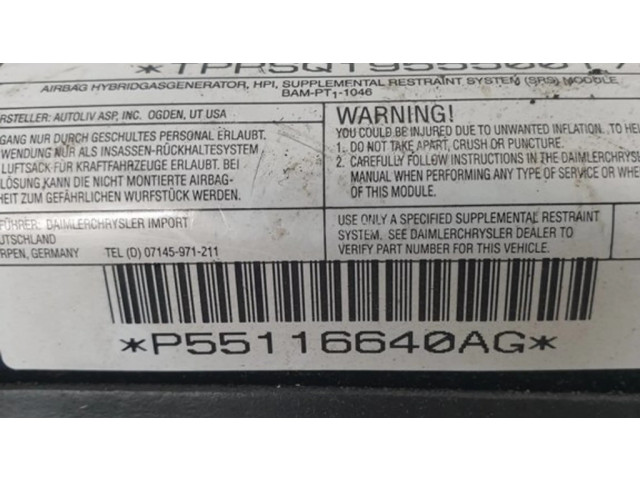 AIRBAG HYBRIDGASGENERATOR, HPI, SUPPLEMENTAL RESTRAINT SYSTEM (SRS) MODULE
BAM-PT1-1046
ERSTELLER: AUTOLIV ASP, INC. OGDEN, UT USA
GANG NUR DURCH GESCHULTES PERSONAL ERLAUBT.
WENDUNG NUR ALS INSASSEN-RÜCKHALTESYSTEM
LUFTSACK FÜR KRAFTFAHRZEUGE ERLAUBT. BEI
LÖSUNG KANN DIE NICHT MONTIERTE AIRBAG-
HEIT ZUM GEFÄHRLICHEN WURFSTÜCK WERDEN.
FÜHRER: DAIMLERCHRYSLER IMPORT
UTSCHLAND
RPEN, GERMANY TEL (D) 07145-971-211
WARNING!
YOU COULD BE INJURED DUE TO UNWANTED INFLATION. TO HEL
1. DO NOT TAKE APART, CRUSH OR PUNCTURE.
2. CAREFULLY FOLLOW INSTRUCTIONS IN THE DAIMLERCHRYS
MANUAL WHEN PERFORMING ANY TYPE OF SERVICE OR WHE
OF THIS MODULE.
USE ONLY A SPECIFIED SUPPLEMENTAL RESTRAINT
SYSTEM. SEE DAIMLERCHRYSLER DEALER TO
VERIFY PART NUMBER FOR THIS VEHICLE.
*P55116640AG*